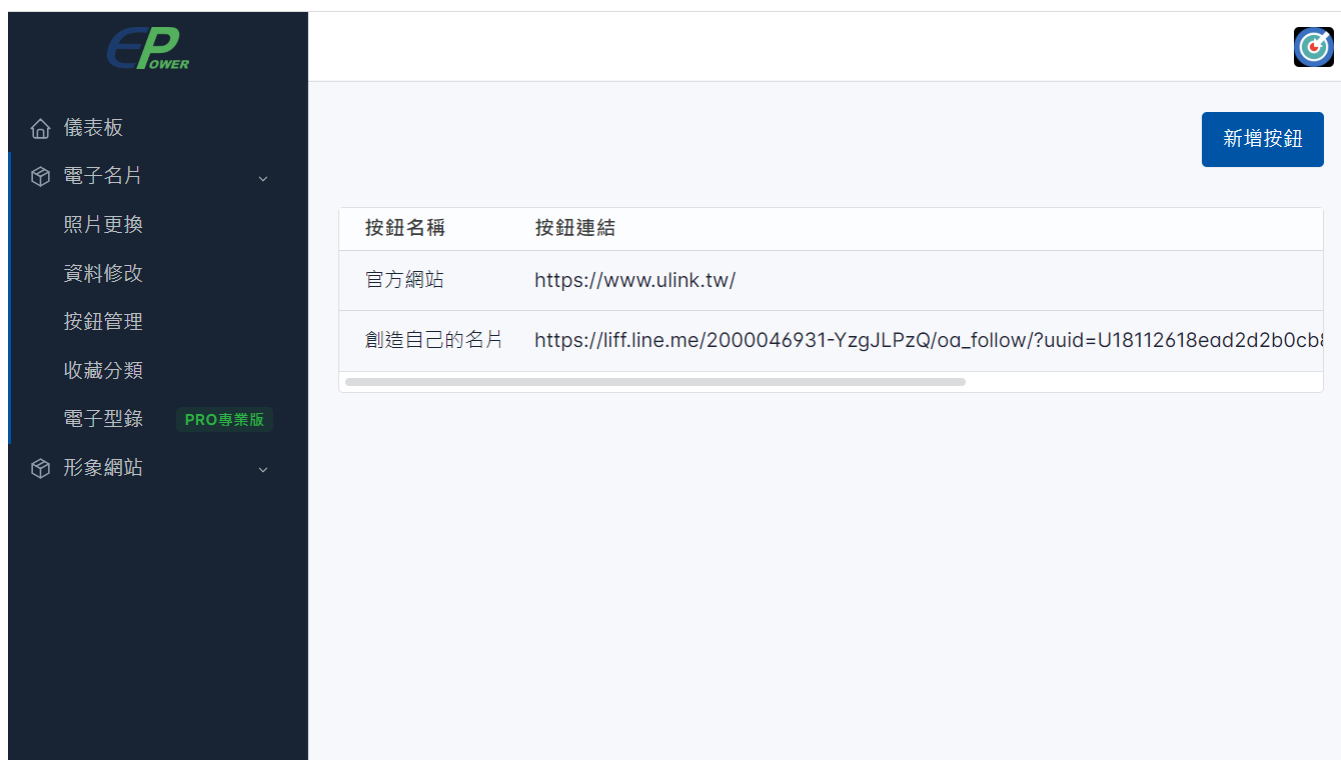 EPOWER
儀表板
電子名片
照片更換
資料修改
按鈕管理
收藏分類
電子型錄 PRO專業版
形象網站
新增按鈕
按鈕名稱 按鈕連結
官方網站 https://www.ulink.tw/
創造自己的名片 https://liff.line.me/2000046931-YzgJLPzQ/oa_follow/?uuid=U18112618ead2d2b0cb8